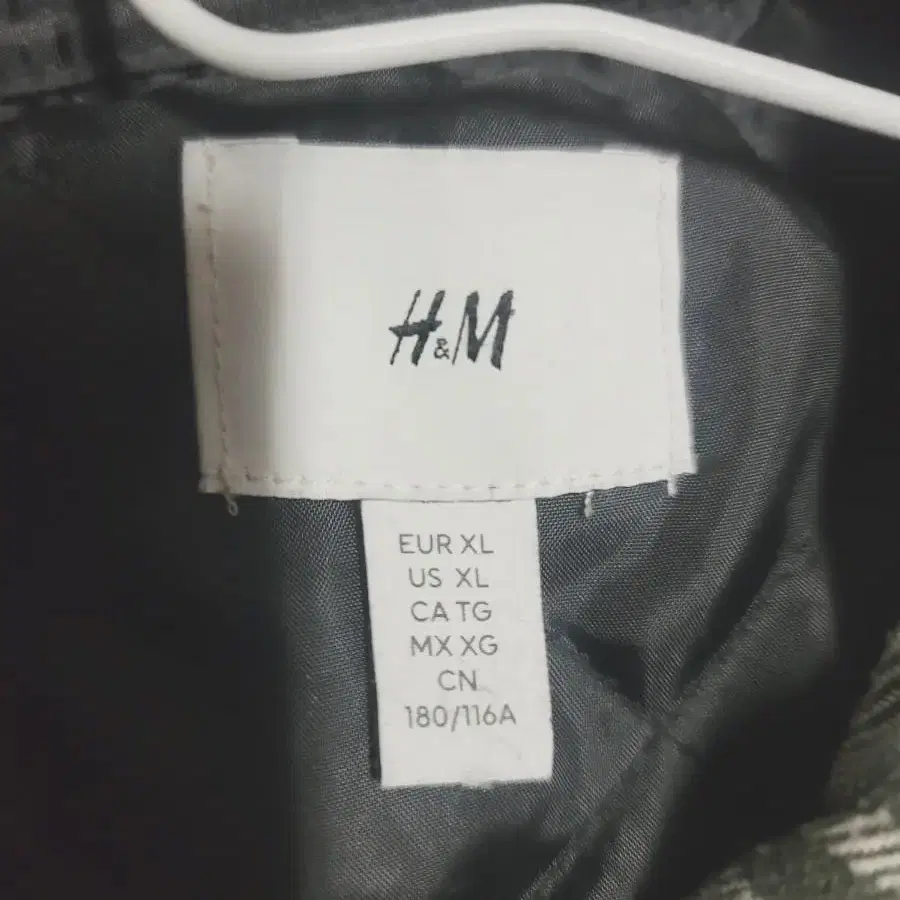 H&M
EUR XL
US XL
CA TG
MX XG
CN
180/116A